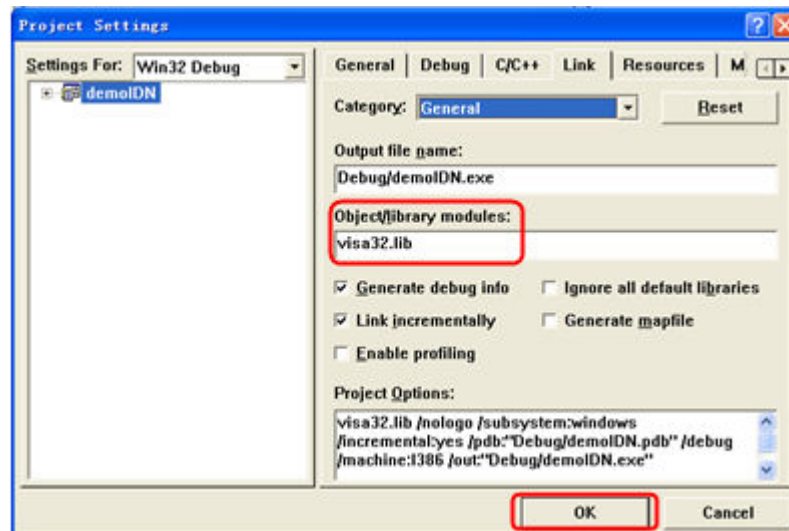 Project Settings
Settings For: Win32 Debug
demoIDN
General Debug C/C++ Link Resources M
Category: General Reset
Output file name:
Debug/demoIDN.exe
Object/library modules:
visa32.lib
Generate debug info Ignore all default libraries
Link incrementally Generate mapfile
Enable profiling
Project Options:
visa32.lib /nologo /subsystem:windows
/incremental:yes /pdb:"Debug/demoIDN.pdb" /debug
/machine:I386 /out:"Debug/demoIDN.exe"
OK Cancel